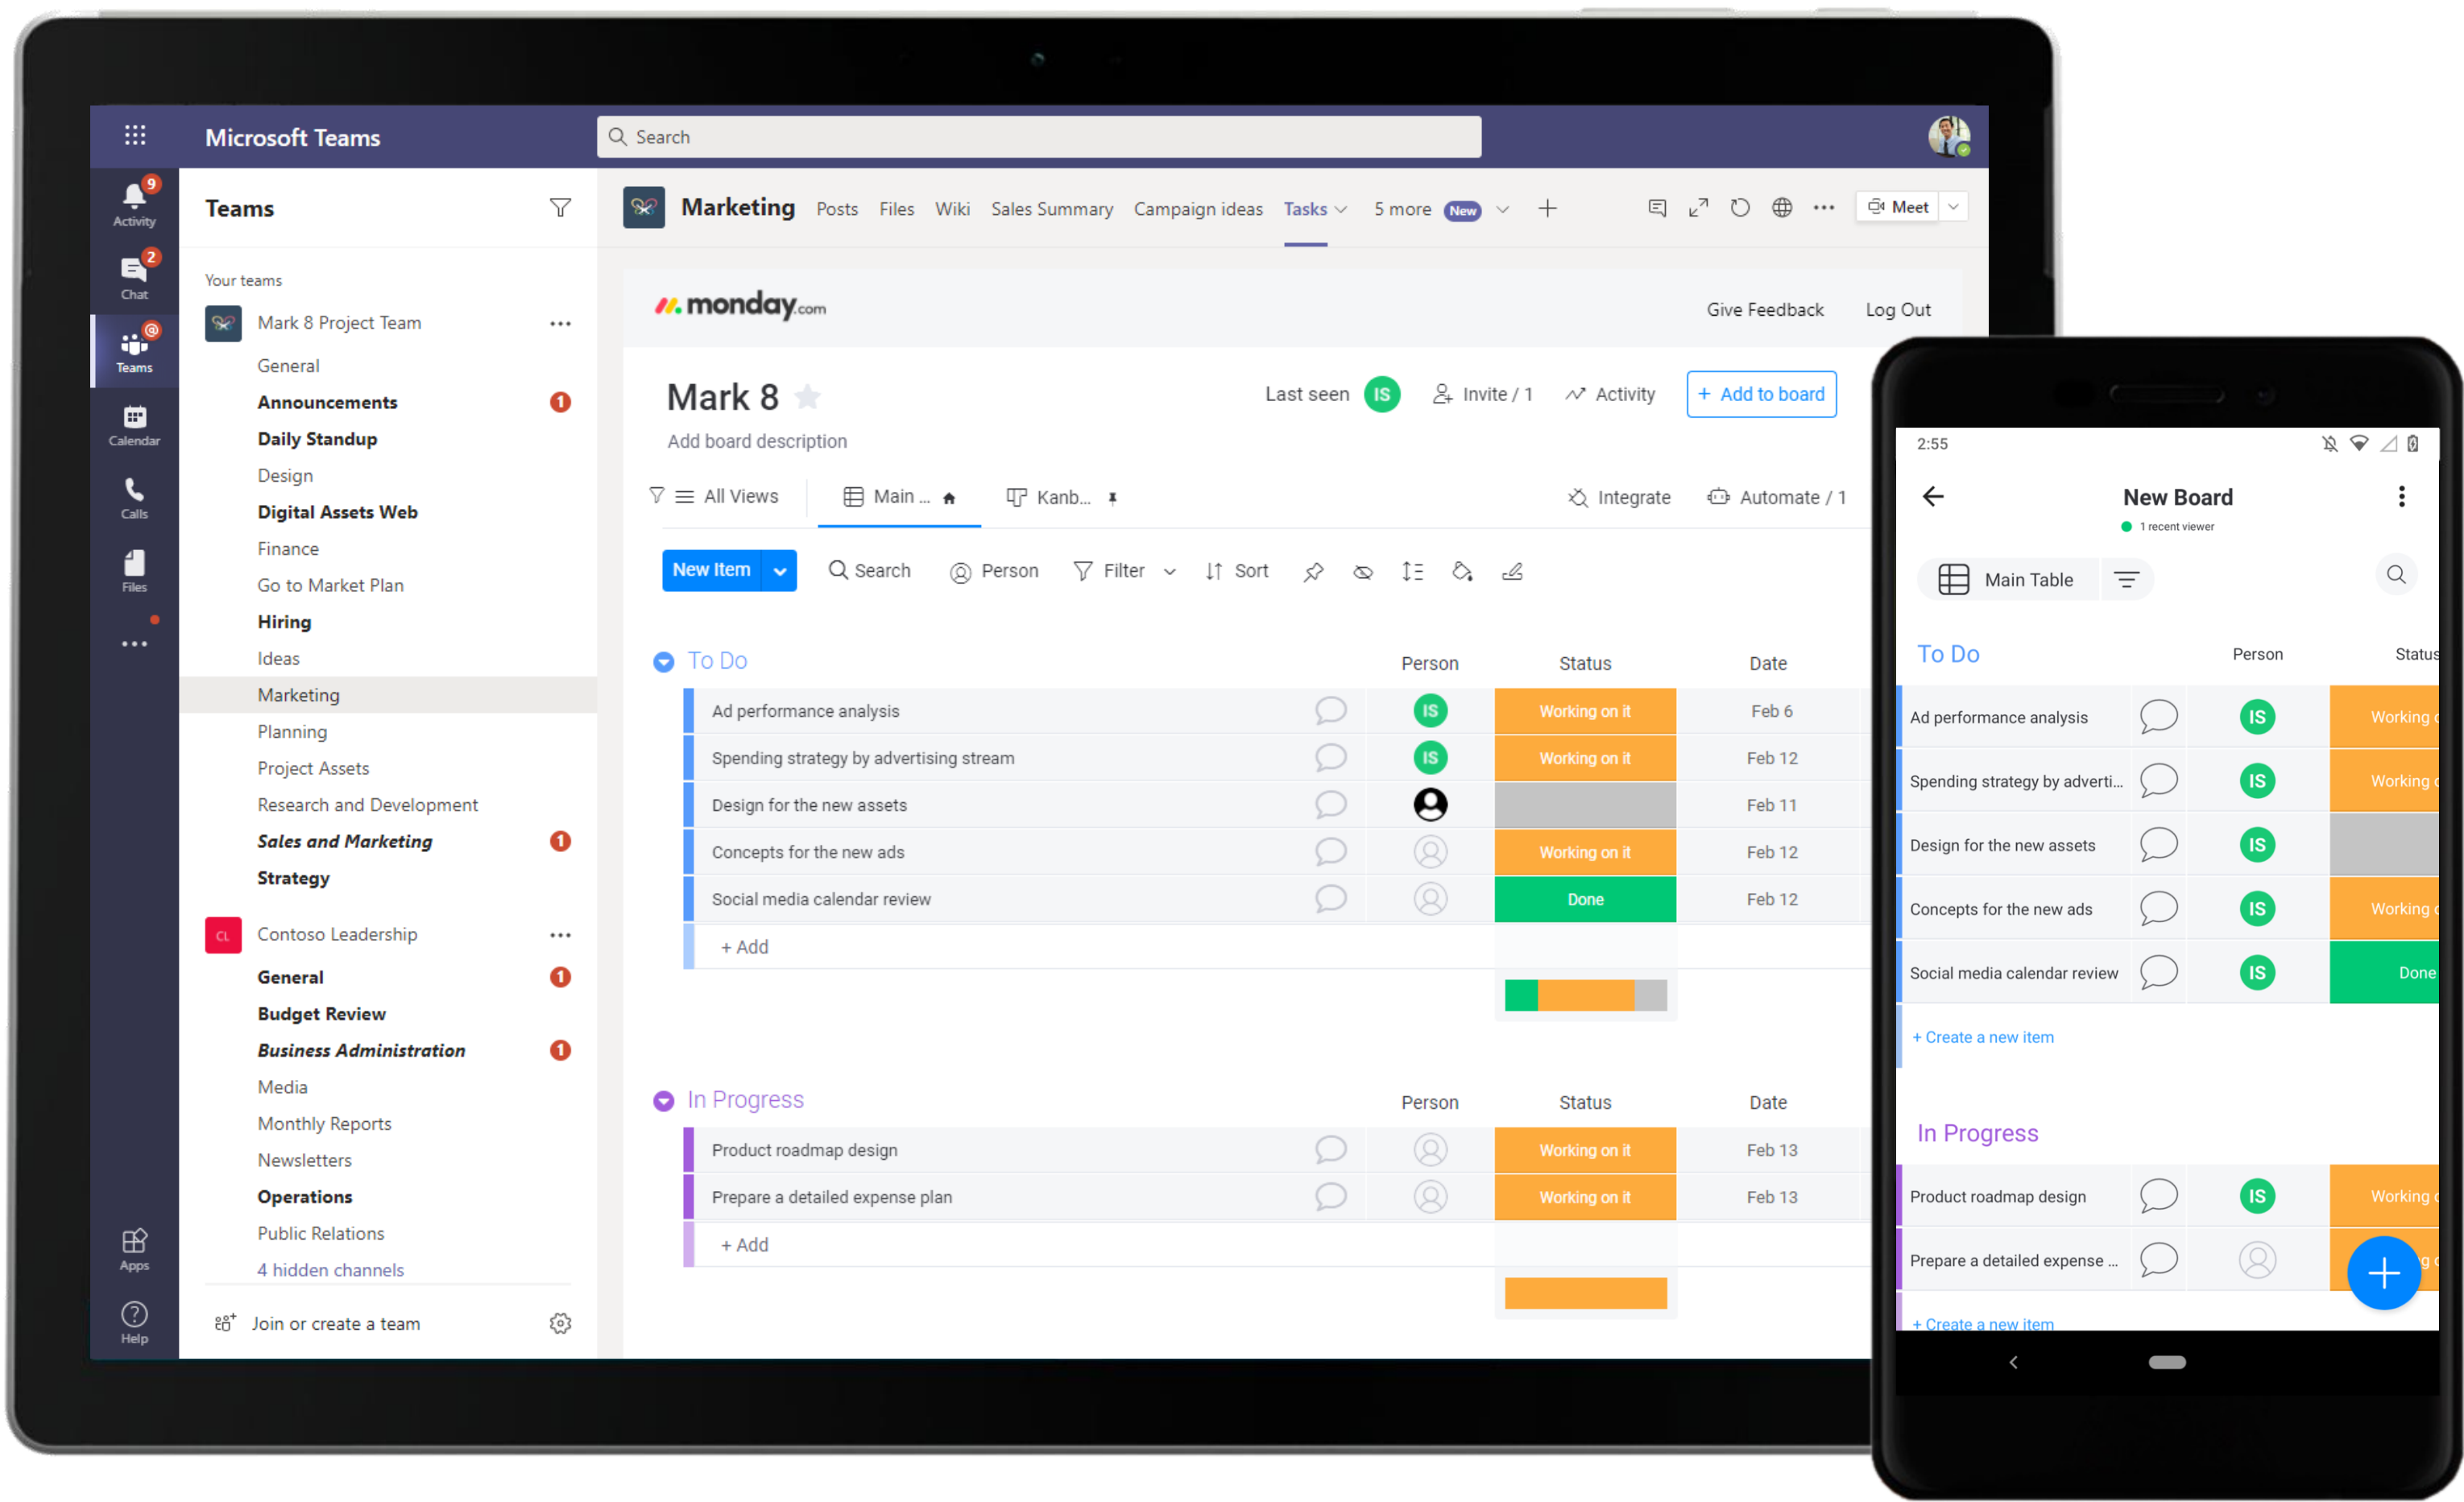 Microsoft Teams
Search
9
Activity
2
Chat
@
Teams
Calendar
Calls
Files
Apps
Help
Teams
Your teams
Mark 8 Project Team
General
Announcements 1
Daily Standup
Design
Digital Assets Web
Finance
Go to Market Plan
Hiring
Ideas
Marketing
Planning
Project Assets
Research and Development
Sales and Marketing 1
Strategy
CL Contoso Leadership
General 1
Budget Review
Business Administration 1
Media
Monthly Reports
Newsletters
Operations
Public Relations
4 hidden channels
Join or create a team
Marketing Posts Files Wiki Sales Summary Campaign ideas Tasks 5 more New Meet
monday.com Give Feedback Log Out
Mark 8 Last seen IS Invite / 1 Activity + Add to board
Add board description
All Views Main ... Kanb... Integrate Automate / 1
New Item Search Person Filter Sort
To Do Person Status Date
Ad performance analysis IS Working on it Feb 6
Spending strategy by advertising stream IS Working on it Feb 12
Design for the new assets Feb 11
Concepts for the new ads Working on it Feb 12
Social media calendar review Done Feb 12
+ Add
In Progress Person Status Date
Product roadmap design Working on it Feb 13
Prepare a detailed expense plan Working on it Feb 13
+ Add
2:55
New Board
1 recent viewer
Main Table
To Do Person Status
Ad performance analysis IS Working o
Spending strategy by adverti... IS Working o
Design for the new assets IS
Concepts for the new ads IS Working o
Social media calendar review IS Done
+ Create a new item
In Progress
Product roadmap design IS Working o
Prepare a detailed expense ... g o
+ Create a new item